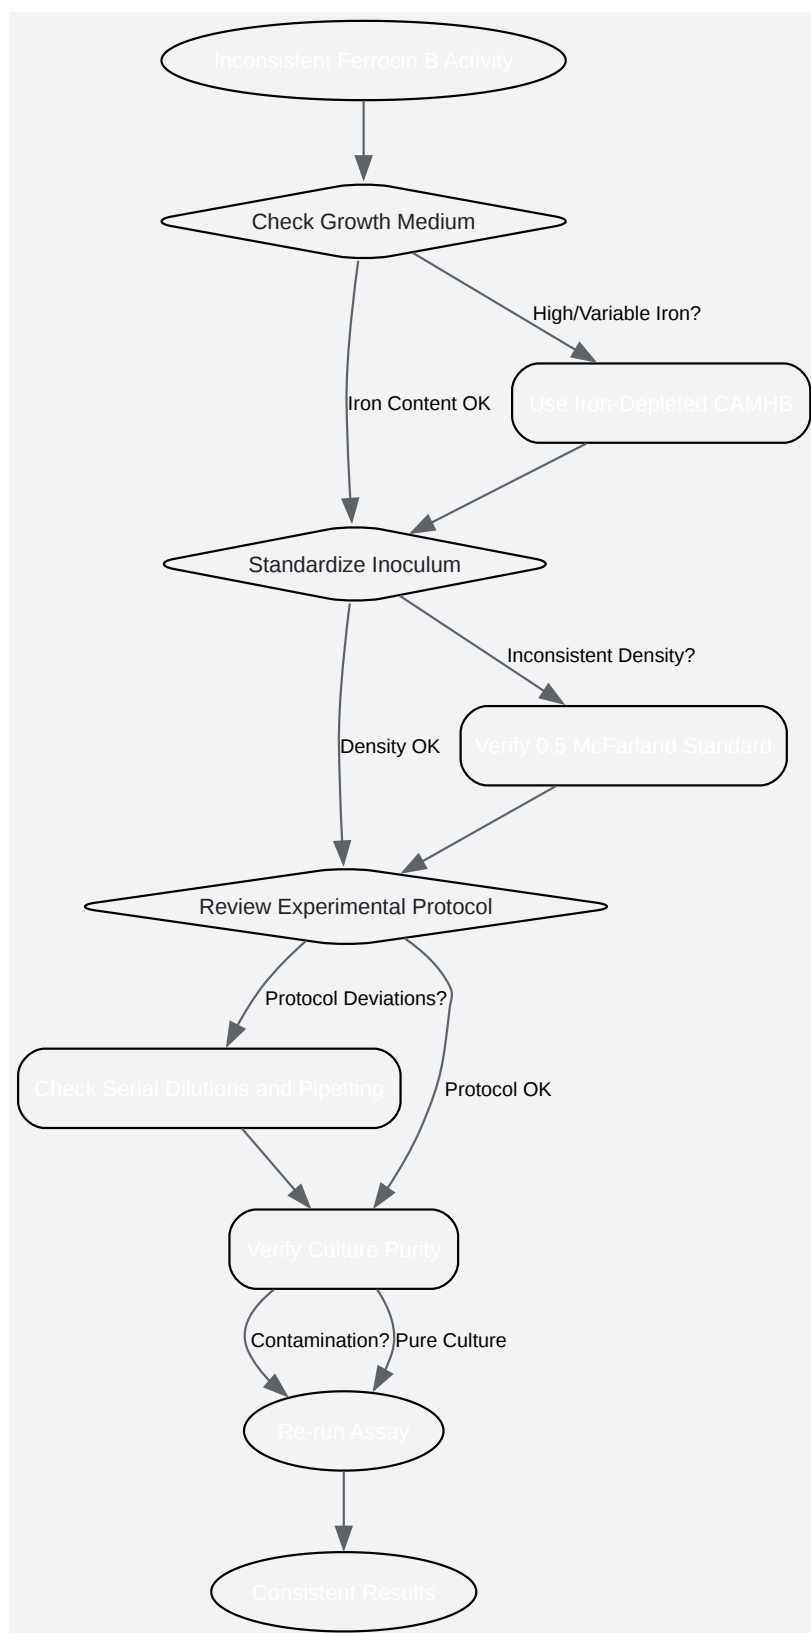 Inconsistent Ferrocin B Activity
Check Growth Medium
High/Variable Iron?
Iron Content OK
Use Iron-Depleted CAMHB
Standardize Inoculum
Inconsistent Density?
Density OK
Verify 0.5 McFarland Standard
Review Experimental Protocol
Protocol Deviations?
Check Serial Dilutions and Pipetting
Protocol OK
Verify Culture Purity
Contamination?
Pure Culture
Re-run Assay
Consistent Results